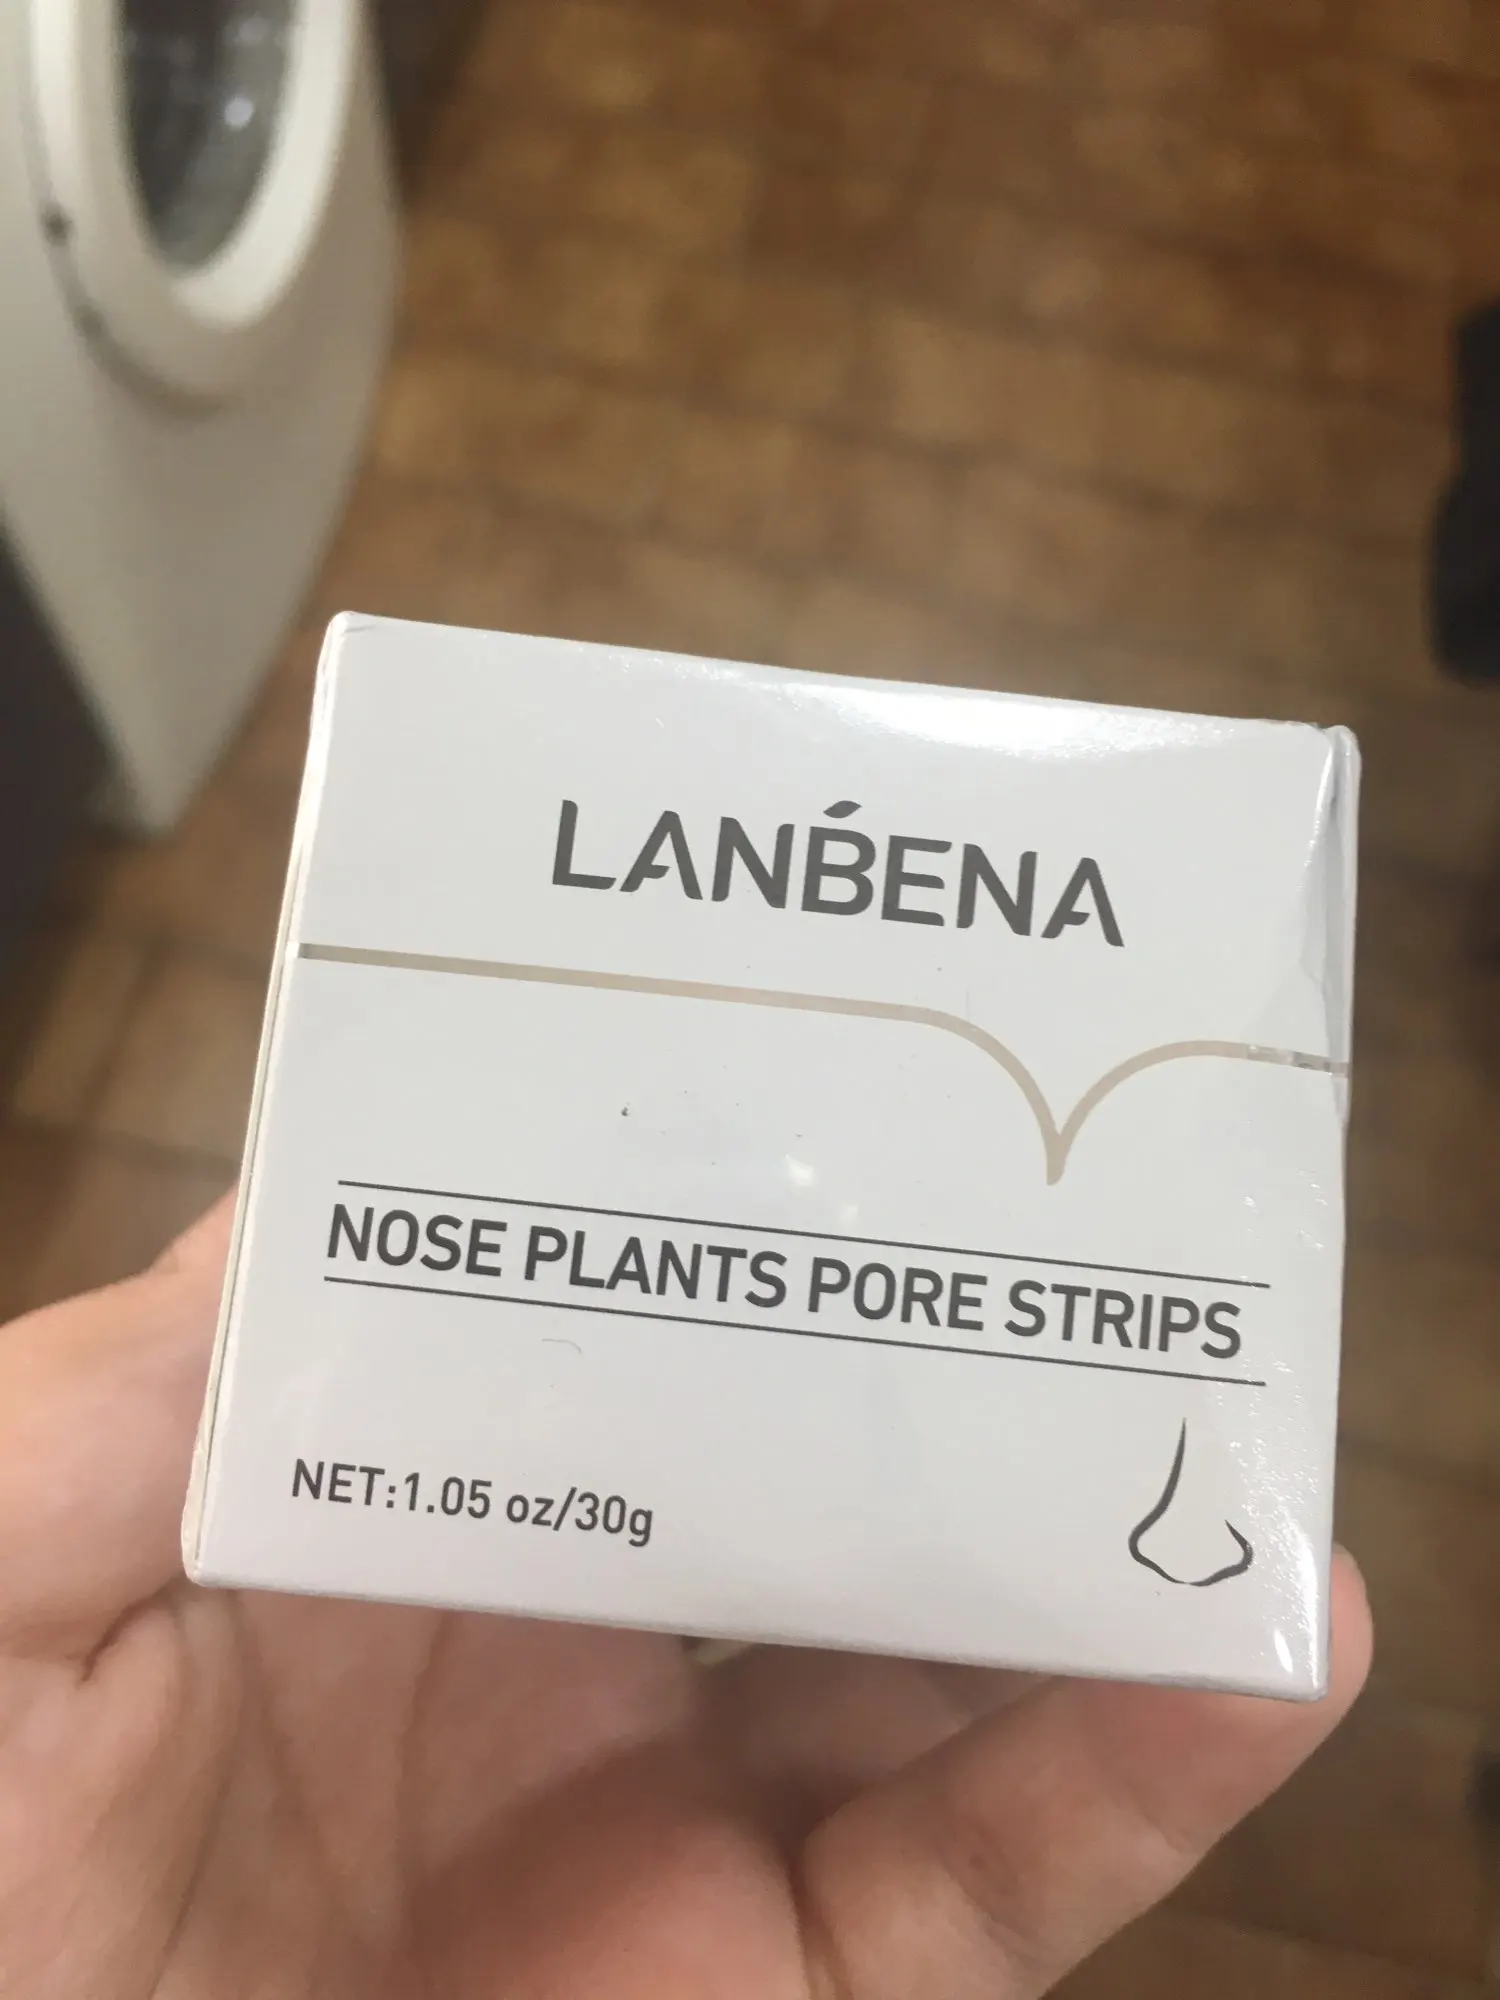 LANBENA
NOSE PLANTS PORE STRIPS
NET:1.05 oz/30g